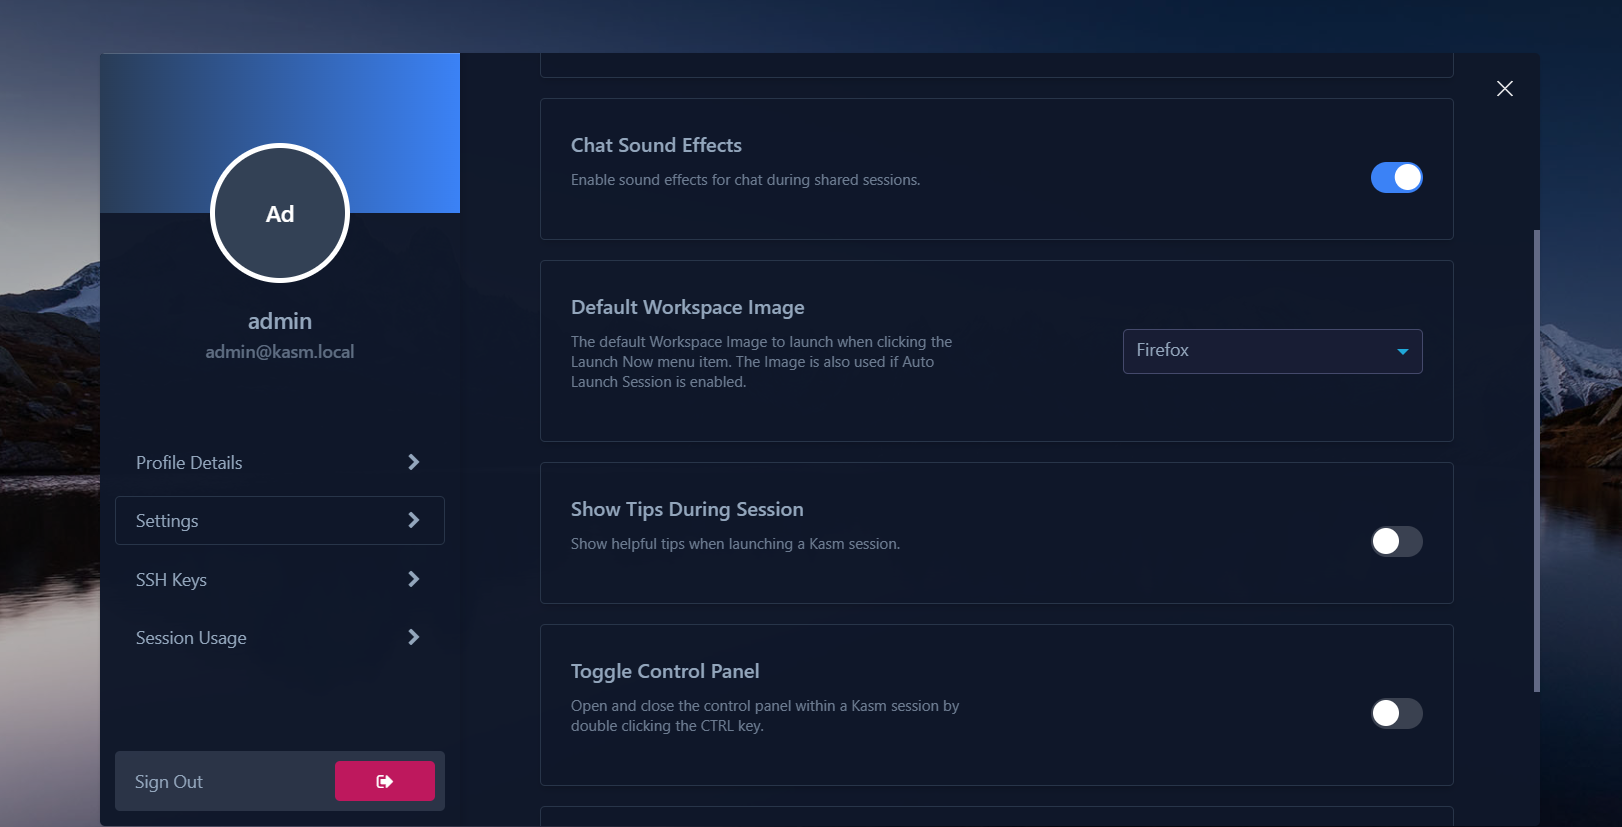 Ad
admin
admin@kasm.local
Profile Details
Settings
SSH Keys
Session Usage
Sign Out
Chat Sound Effects
Enable sound effects for chat during shared sessions.
Default Workspace Image
The default Workspace Image to launch when clicking the
Launch Now menu item. The Image is also used if Auto
Launch Session is enabled.
Firefox
Show Tips During Session
Show helpful tips when launching a Kasm session.
Toggle Control Panel
Open and close the control panel within a Kasm session by
double clicking the CTRL key.